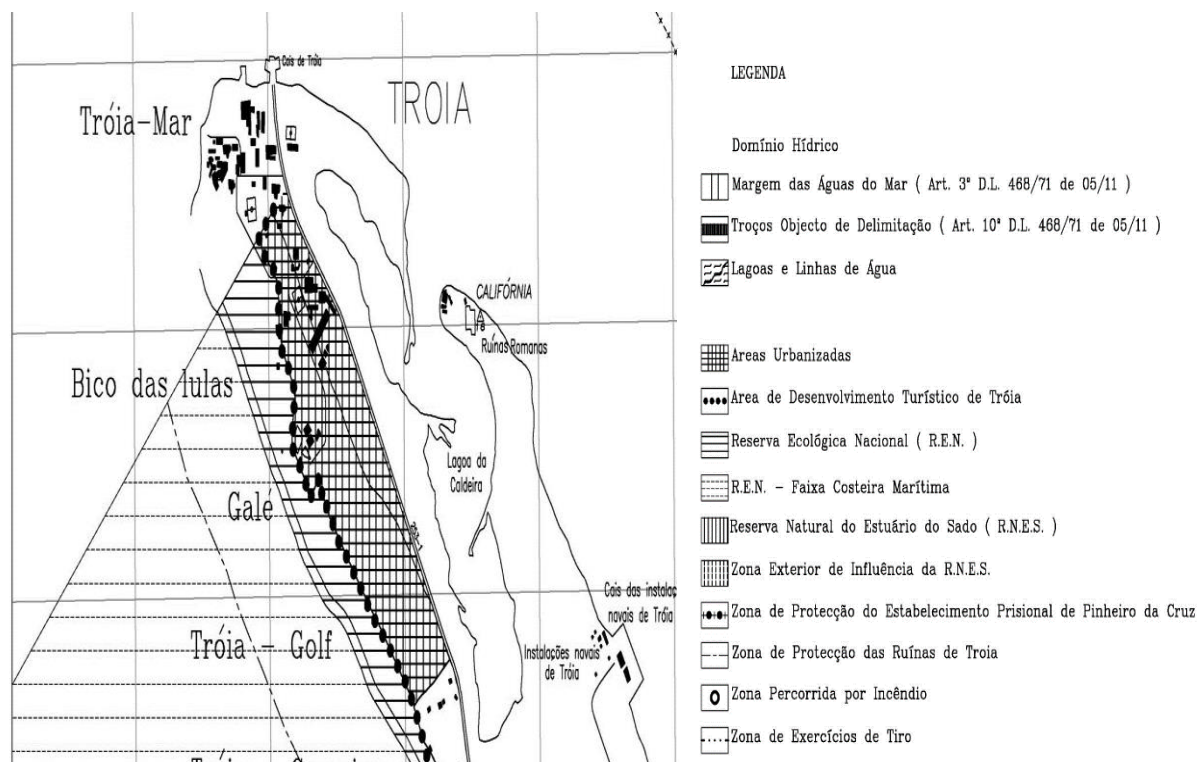 Cais de Tróia
TROIA
Tróia-Mar
CALIFÓRNIA
Ruínas Romanas
Bico das lulas
Lagoa da
Caldeira
Galé
Cais das instalaç
navais de Tróia
Tróia - Golf
Instalações navais
de Tróia
LEGENDA
Domínio Hídrico
Margem das Águas do Mar ( Art. 3º D.L. 468/71 de 05/11 )
Troços Objecto de Delimitação ( Art. 10º D.L. 468/71 de 05/11 )
Lagoas e Linhas de Água
Areas Urbanizadas
Area de Desenvolvimento Turístico de Tróia
Reserva Ecológica Nacional ( R.E.N. )
R.E.N. - Faixa Costeira Marítima
Reserva Natural do Estuário do Sado ( R.N.E.S. )
Zona Exterior de Influência da R.N.E.S.
Zona de Protecção do Estabelecimento Prisional de Pinheiro da Cruz
Zona de Protecção das Ruínas de Troia
Zona Percorrida por Incêndio
Zona de Exercícios de Tiro